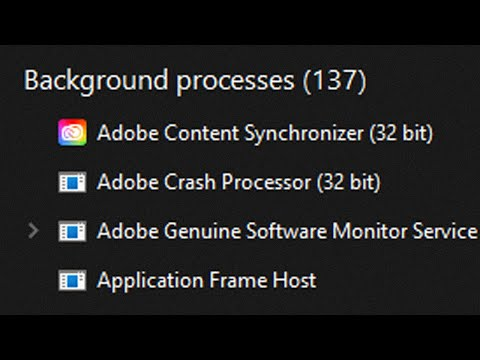 Background processes (137)
Adobe Content Synchronizer (32 bit)
Adobe Crash Processor (32 bit)
Adobe Genuine Software Monitor Service
Application Frame Host